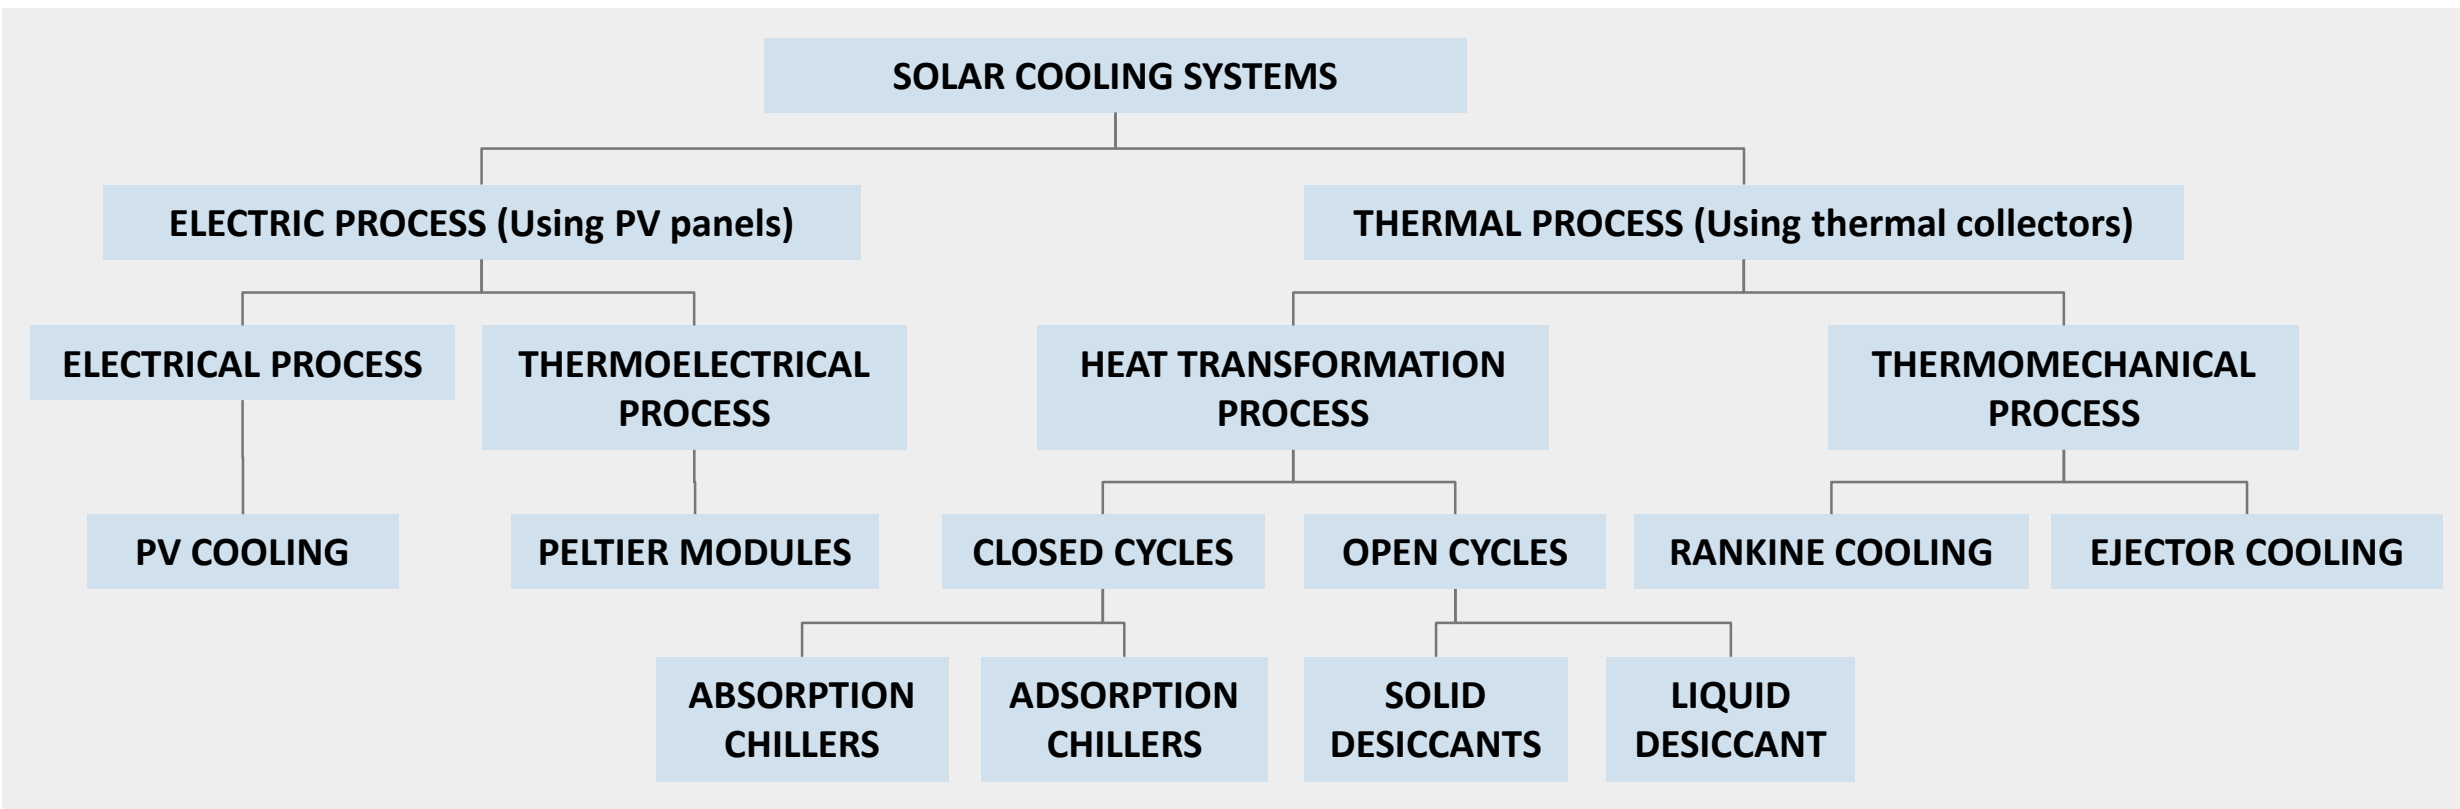 SOLAR COOLING SYSTEMS
ELECTRIC PROCESS (Using PV panels)
THERMAL PROCESS (Using thermal collectors)
ELECTRICAL PROCESS
THERMOELECTRICAL
PROCESS
HEAT TRANSFORMATION
PROCESS
THERMOMECHANICAL
PROCESS
PV COOLING
PELTIER MODULES
CLOSED CYCLES
OPEN CYCLES
RANKINE COOLING
EJECTOR COOLING
ABSORPTION
CHILLERS
ADSORPTION
CHILLERS
SOLID
DESICCANTS
LIQUID
DESICCANT